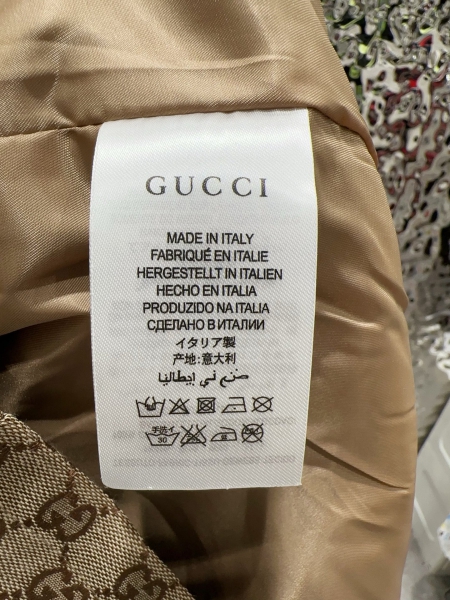 GUCCI
MADE IN ITALY
FABRIQUÉ EN ITALIE
HERGESTELLT IN ITALIEN
HECHO EN ITALIA
PRODUZIDO NA ITALIA
СДЕЛАНО В ИТАЛИИ
イタリア製
产地:意大利
صنع في إيطاليا
手洗イ
30